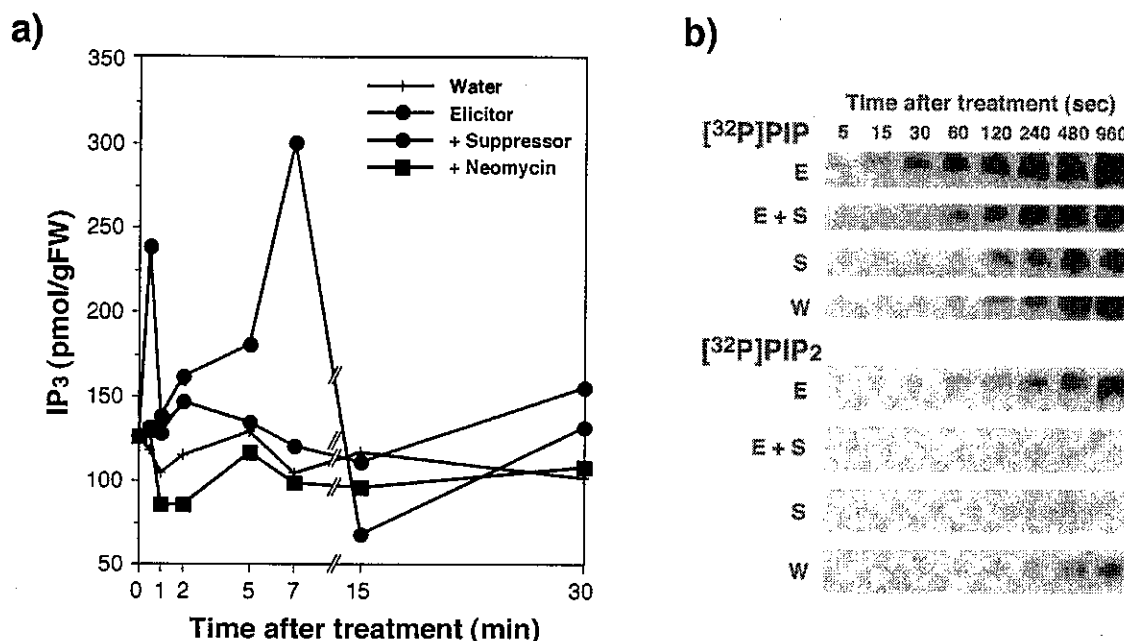 a)
350
300
250
200
150
100
50
IP3 (pmol/gFW)
Water
Elicitor
+ Suppressor
+ Neomycin
0 1 2 5 7 15 30
Time after treatment (min)
b)
Time after treatment (sec)
[32P]PIP 5 15 30 60 120 240 480 960
E
E + S
S
W
[32P]PIP2
E
E + S
S
W